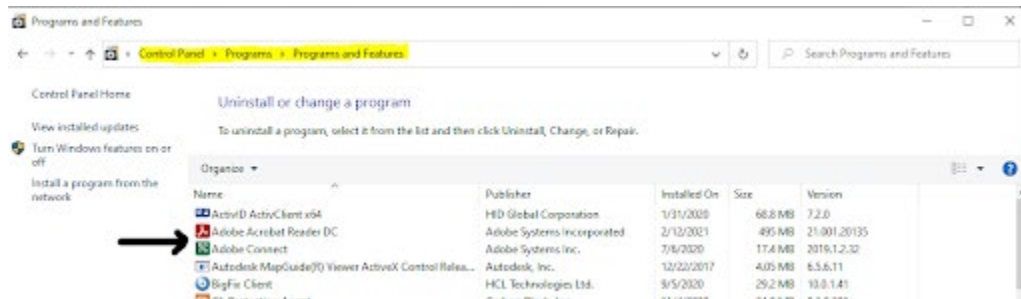 Programs and Features
Control Panel › Programs › Programs and Features
Search Programs and Features
Control Panel Home
View installed updates
Turn Windows features on or
off
Install a program from the
network
Uninstall or change a program
To uninstall a program, select it from the list and then click Uninstall, Change, or Repair.
Organize
Name Publisher Installed On Size Version
ActivID ActivClient x64 HID Global Corporation 1/31/2020 68.8 MB 7.2.0
Adobe Acrobat Reader DC Adobe Systems Incorporated 2/12/2021 495 MB 21.001.20135
Adobe Connect Adobe Systems Inc. 7/8/2020 17.4 MB 2019.1.2.32
Autodesk MapGuide(R) Viewer ActiveX Control Relea... Autodesk, Inc. 12/22/2017 4.05 MB 6.5.6.11
BigFix Client HCL Technologies Ltd. 9/5/2020 29.2 MB 10.0.1.41